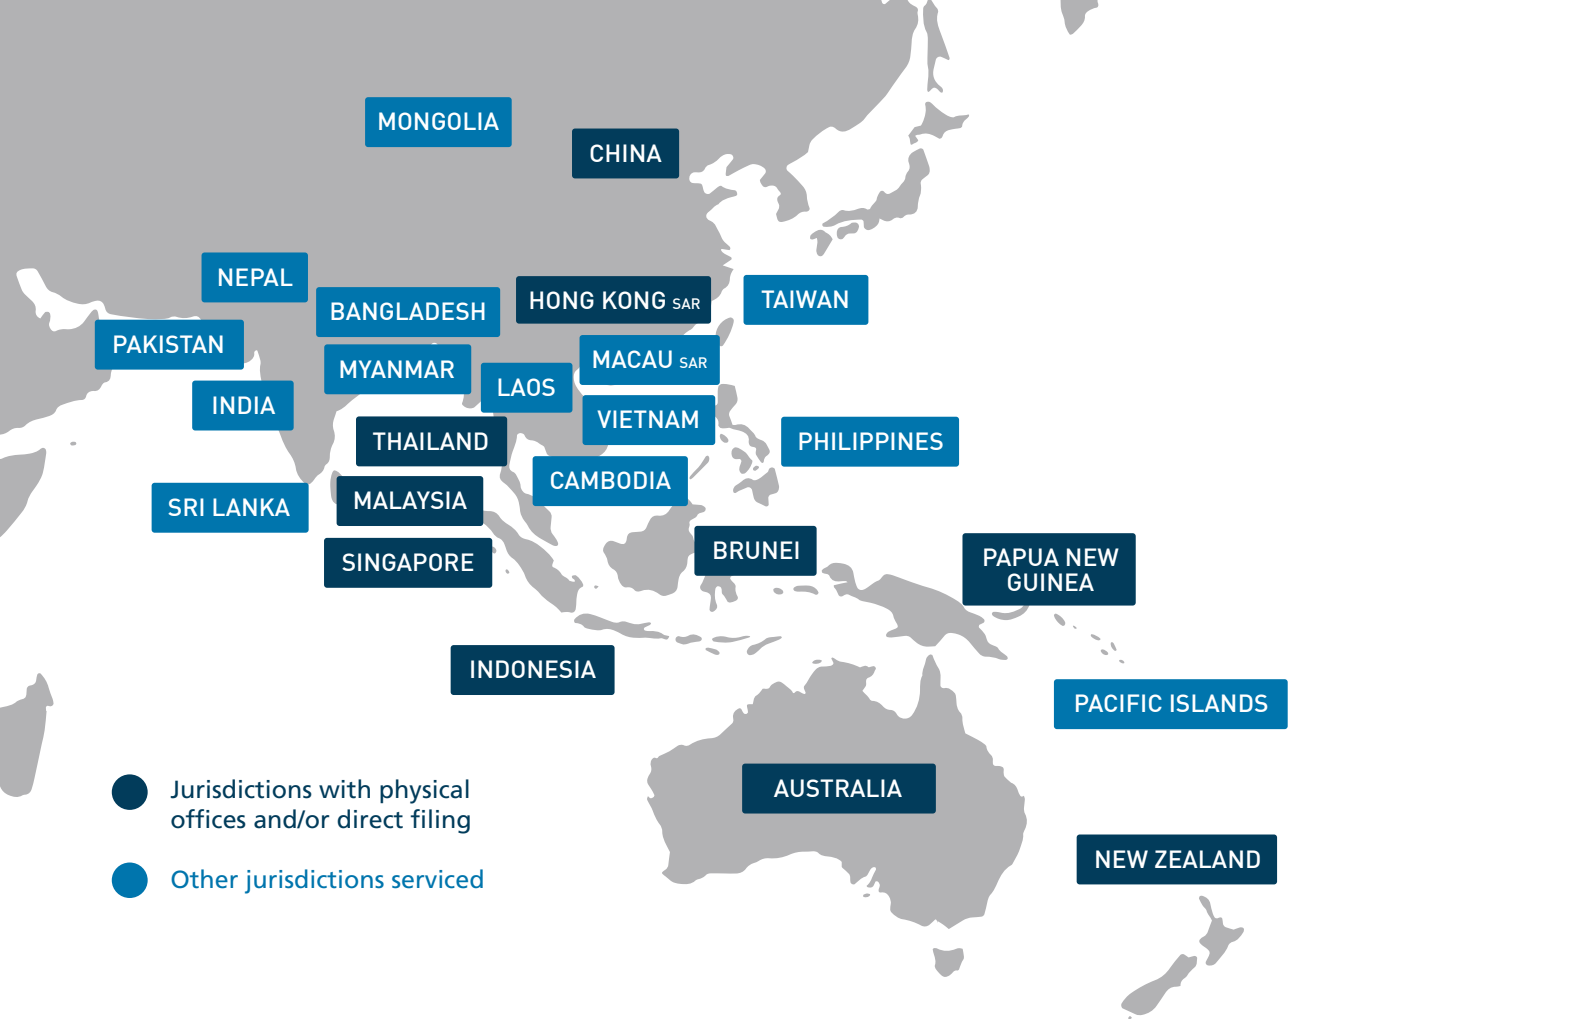 MONGOLIA
CHINA
NEPAL
BANGLADESH
HONG KONG SAR
TAIWAN
PAKISTAN
MYANMAR
LAOS
MACAU SAR
INDIA
VIETNAM
THAILAND
PHILIPPINES
CAMBODIA
SRI LANKA
MALAYSIA
SINGAPORE
BRUNEI
PAPUA NEW
GUINEA
INDONESIA
PACIFIC ISLANDS
AUSTRALIA
NEW ZEALAND
Jurisdictions with physical
offices and/or direct filing
Other jurisdictions serviced